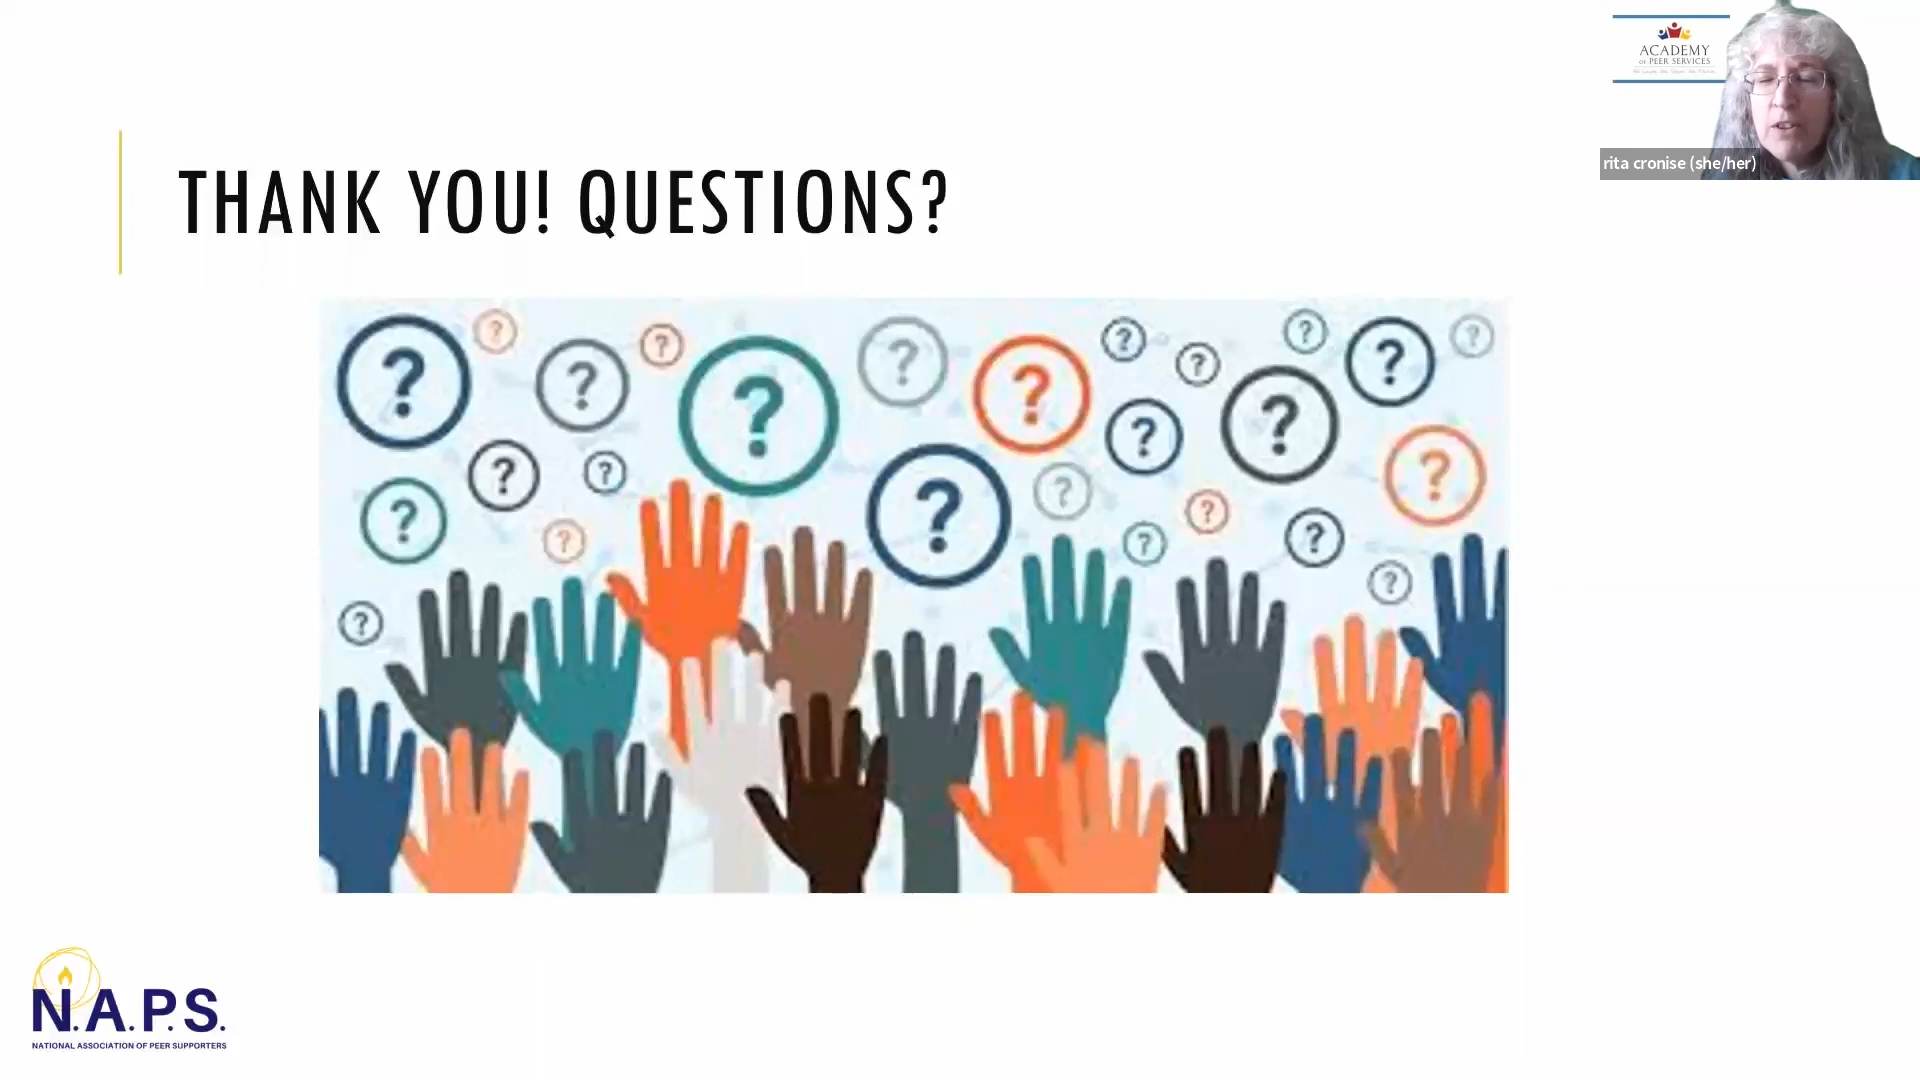 ACADEMY
OF PEER SERVICES
rita cronise (she/her)
THANK YOU! QUESTIONS?
? ? ? ? ? ? ? ? ? ? ? ?
? ? ? ? ? ?
? ? ? ? ? ? ? ? ?
N.A.P.S.
NATIONAL ASSOCIATION OF PEER SUPPORTERS